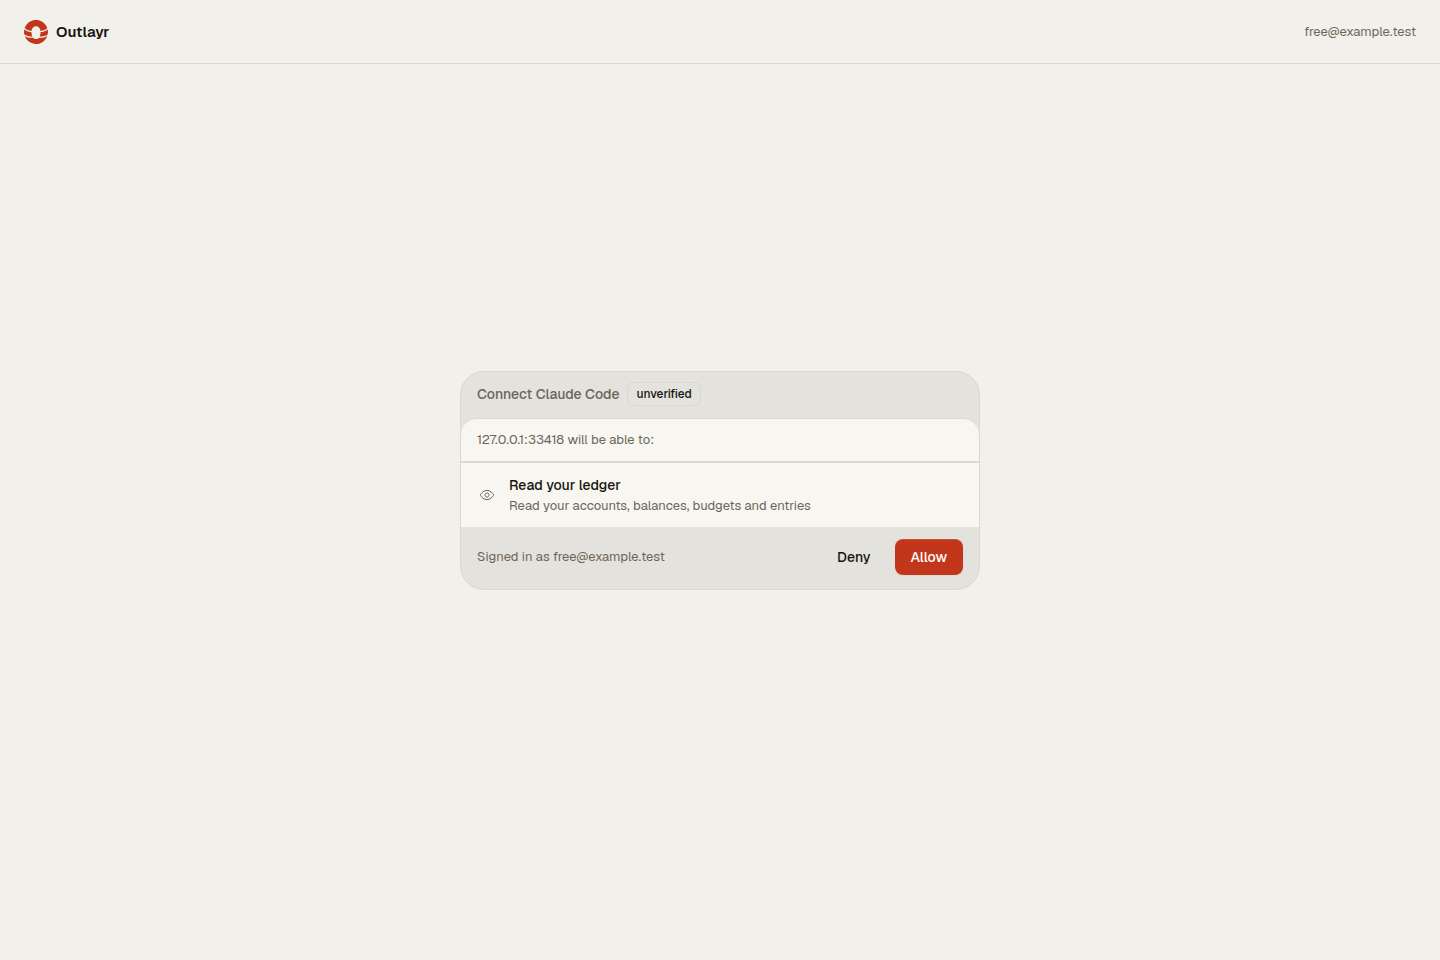 Outlayr
free@example.test
Connect Claude Code unverified
127.0.0.1:33418 will be able to:
Read your ledger
Read your accounts, balances, budgets and entries
Signed in as free@example.test
Deny
Allow